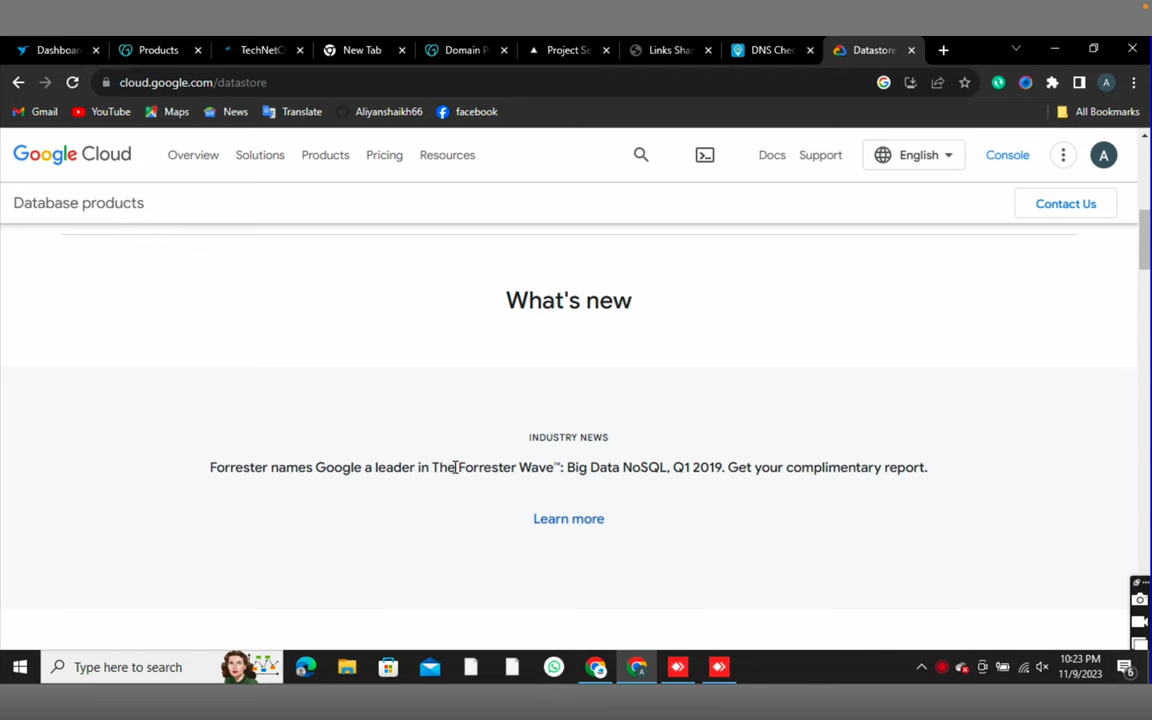 Dashboar
Products
TechNetCl
New Tab
Domain P
Project Se
Links Sha
DNS Chec
Datastore
cloud.google.com/datastore
Gmail
YouTube
Maps
News
Translate
Aliyanshaikh66
facebook
All Bookmarks
Google Cloud
Overview
Solutions
Products
Pricing
Resources
Docs
Support
English
Console
A
Database products
Contact Us
What's new
INDUSTRY NEWS
Forrester names Google a leader in The Forrester Wave™: Big Data NoSQL, Q1 2019. Get your complimentary report.
Learn more
Type here to search
10:23 PM
11/9/2023
6